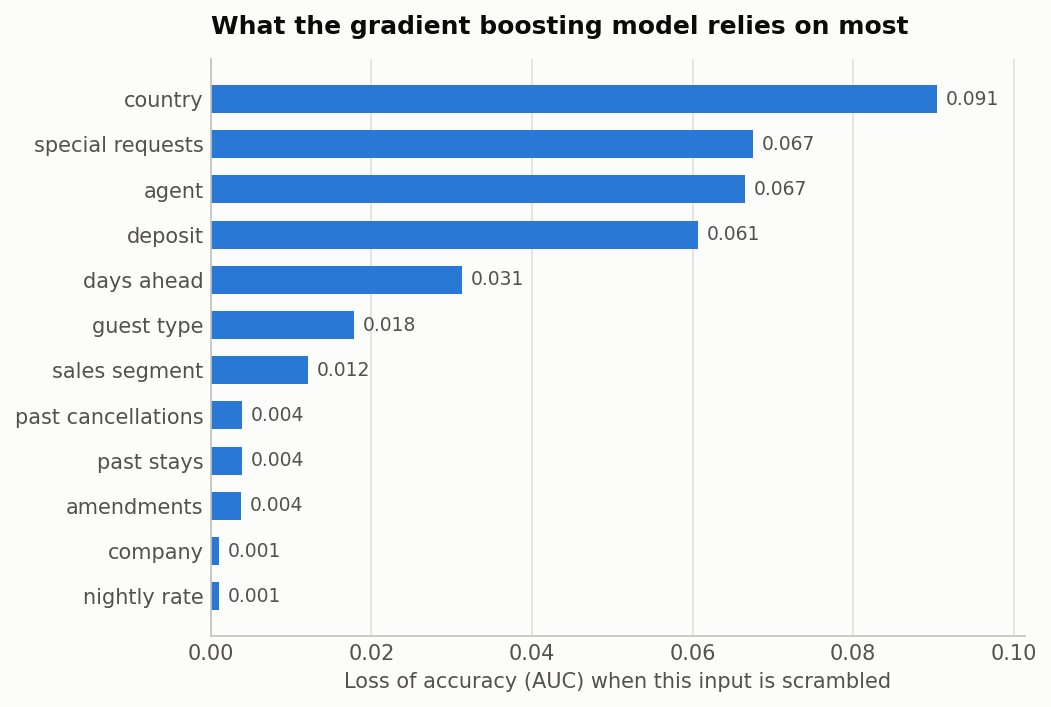 What the gradient boosting model relies on most
country 0.091
special requests 0.067
agent 0.067
deposit 0.061
days ahead 0.031
guest type 0.018
sales segment 0.012
past cancellations 0.004
past stays 0.004
amendments 0.004
company 0.001
nightly rate 0.001
0.00 0.02 0.04 0.06 0.08 0.10
Loss of accuracy (AUC) when this input is scrambled